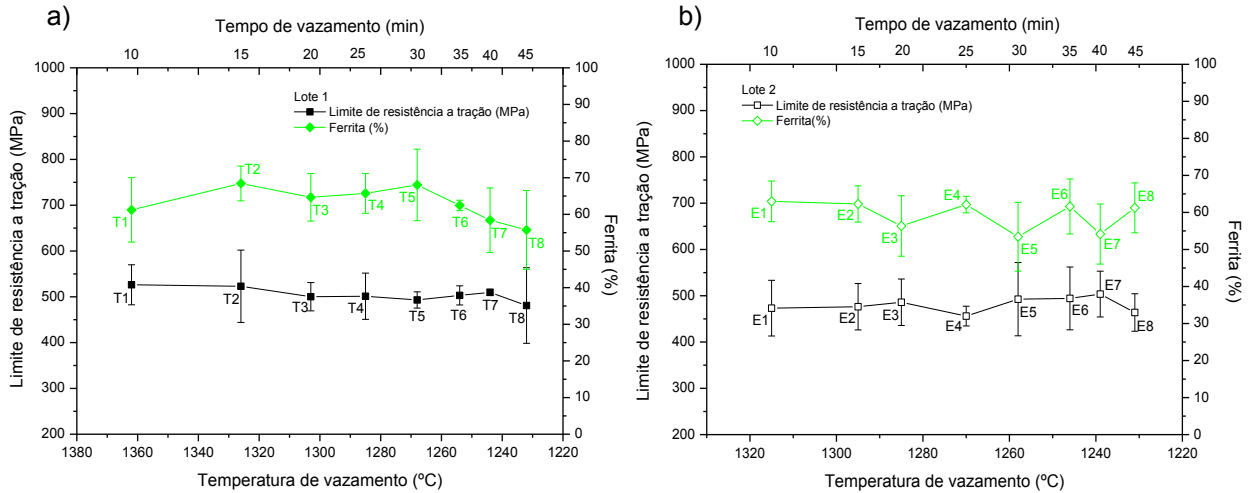 a)
Tempo de vazamento (min)
10 15 20 25 30 35 40 45
1000 900 800 700 600 500 400 300 200
Limite de resistência a tração (MPa)
Lote 1
Limite de resistência a tração (MPa)
Ferrita (%)
T1 T2 T3 T4 T5 T6 T7 T8
T1 T2 T3 T4 T5 T6 T7 T8
100 90 80 70 60 50 40 30 20 10 0
Ferrita (%)
1380 1360 1340 1320 1300 1280 1260 1240 1220
Temperatura de vazamento (ºC)
b)
Tempo de vazamento (min)
10 15 20 25 30 35 40 45
1000 900 800 700 600 500 400 300 200
Limite de resistência a tração (MPa)
Lote 2
Limite de resistência a tração (MPa)
Ferrita(%)
E1 E2 E3 E4 E5 E6 E7 E8
E1 E2 E3 E4 E5 E6 E7 E8
100 90 80 70 60 50 40 30 20 10 0
Ferrita (%)
1320 1300 1280 1260 1240 1220
Temperatura de vazamento (ºC)